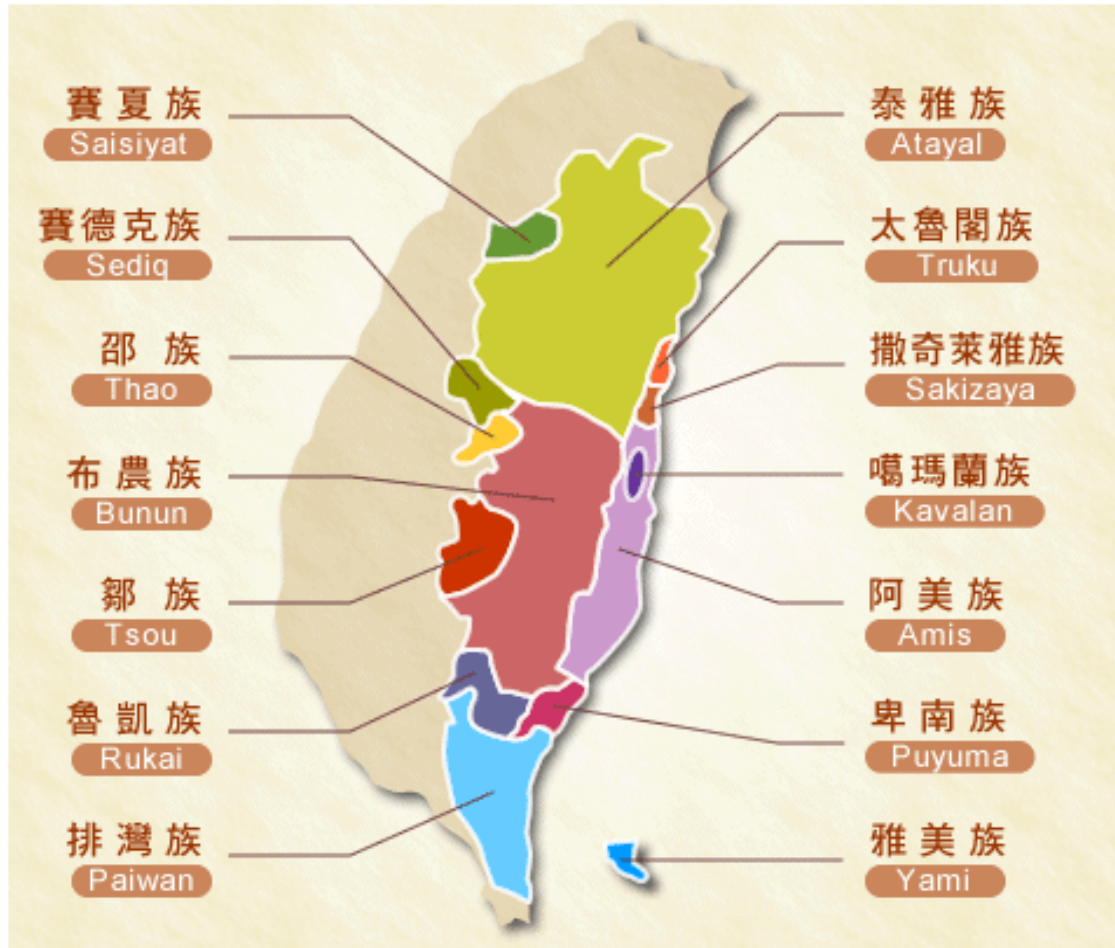 賽夏族
Saisiyat
賽德克族
Sediq
邵族
Thao
布農族
Bunun
鄒族
Tsou
魯凱族
Rukai
排灣族
Paiwan
泰雅族
Atayal
太魯閣族
Truku
撒奇萊雅族
Sakizaya
噶瑪蘭族
Kavalan
阿美族
Amis
卑南族
Puyuma
雅美族
Yami